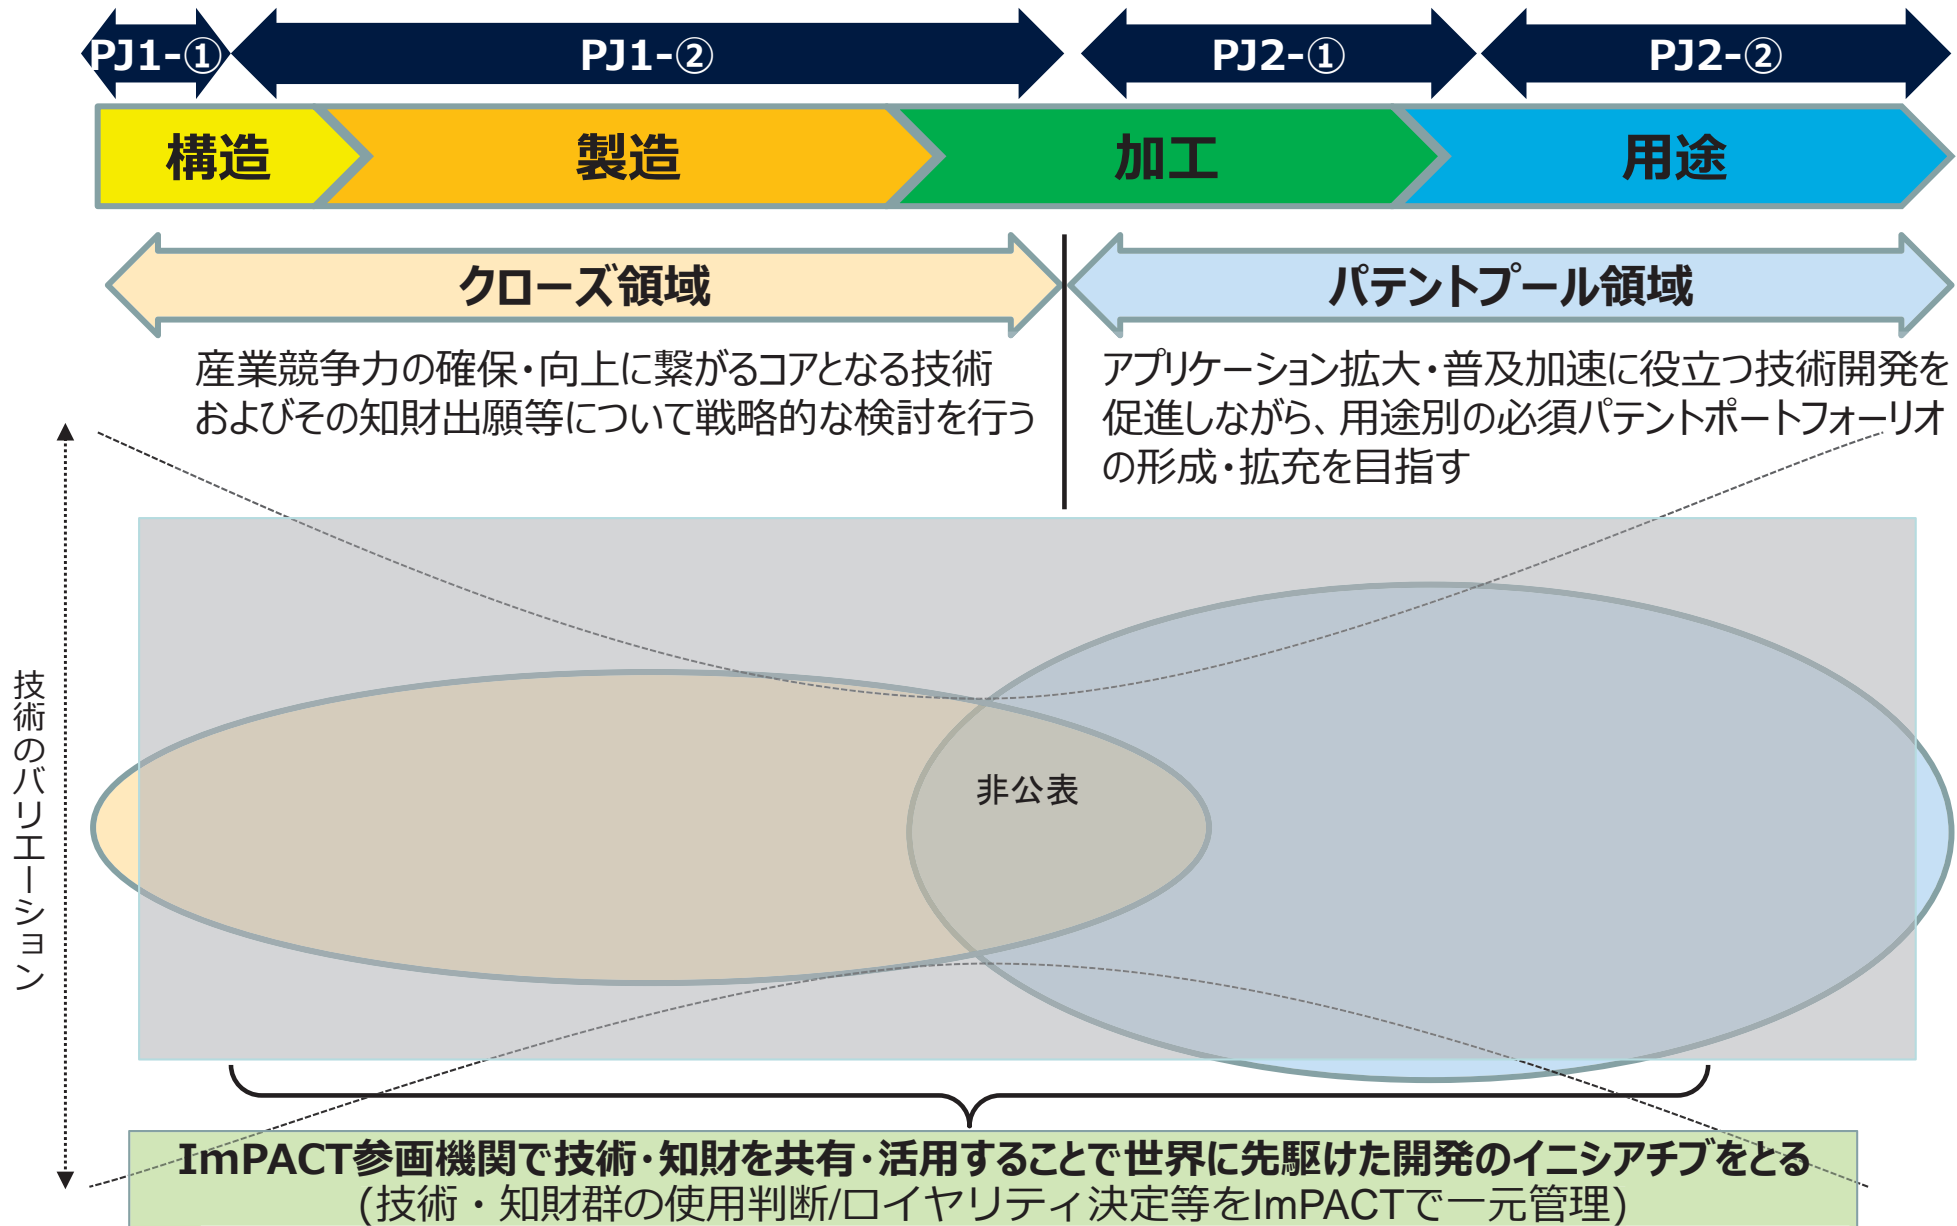 PJ1-① PJ1-② PJ2-① PJ2-②
構造 製造 加工 用途
クローズ領域 パテントプール領域
産業競争力の確保・向上に繋がるコアとなる技術
およびその知財出願等について戦略的な検討を行う
アプリケーション拡大・普及加速に役立つ技術開発を
促進しながら、用途別の必須パテントポートフォーリオ
の形成・拡充を目指す
技術のバリエーション
非公表
ImPACT参画機関で技術・知財を共有・活用することで世界に先駆けた開発のイニシアチブをとる
(技術・知財群の使用判断/ロイヤリティ決定等をImPACTで一元管理)